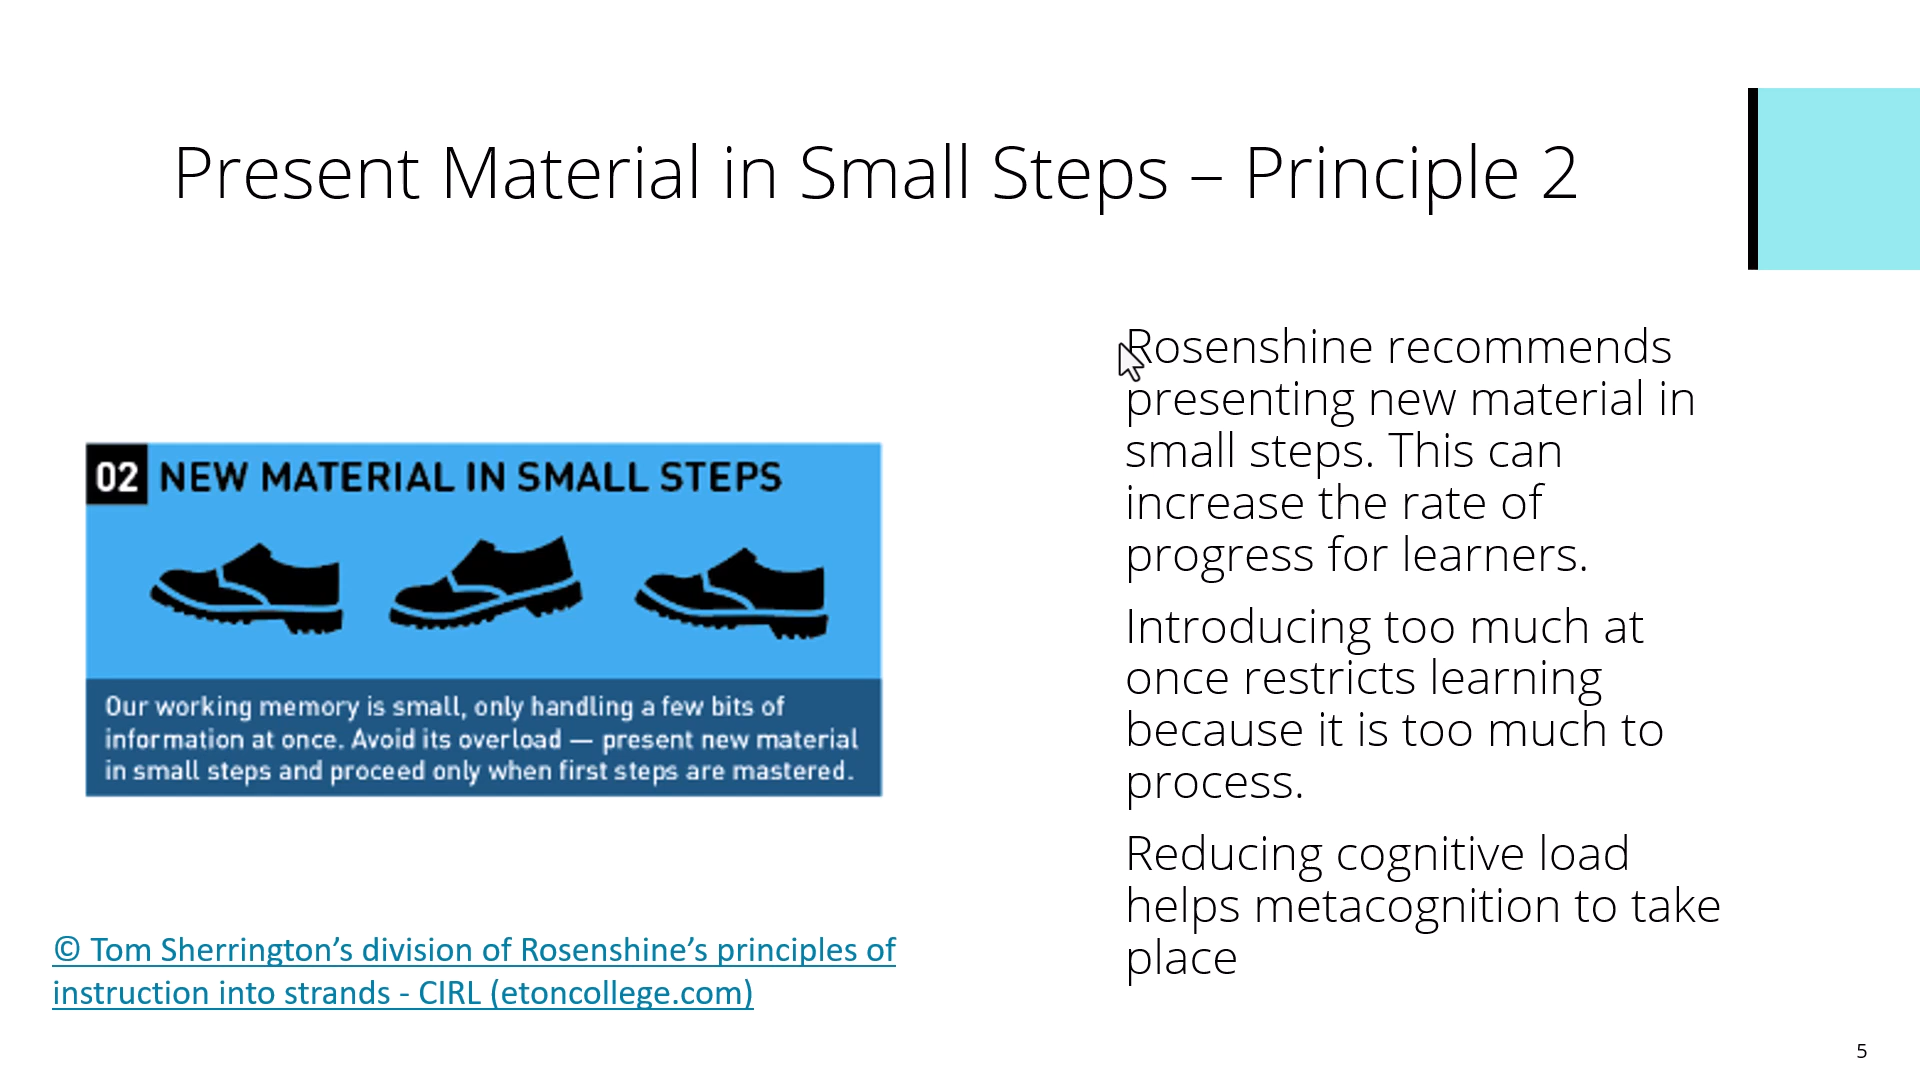 Present Material in Small Steps – Principle 2
02 NEW MATERIAL IN SMALL STEPS
Our working memory is small, only handling a few bits of
information at once. Avoid its overload — present new material
in small steps and proceed only when first steps are mastered.
© Tom Sherrington’s division of Rosenshine’s principles of
instruction into strands - CIRL (etoncollege.com)
Rosenshine recommends
presenting new material in
small steps. This can
increase the rate of
progress for learners.
Introducing too much at
once restricts learning
because it is too much to
process.
Reducing cognitive load
helps metacognition to take
place
5